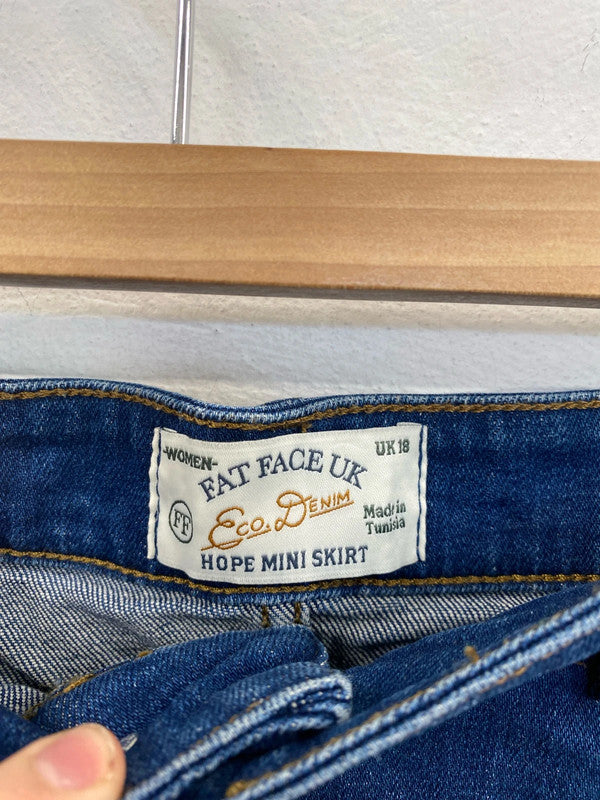 -WOMEN- UK 18
FAT FACE UK
FF Eco. DENIM Made in
Tunisia
HOPE MINI SKIRT